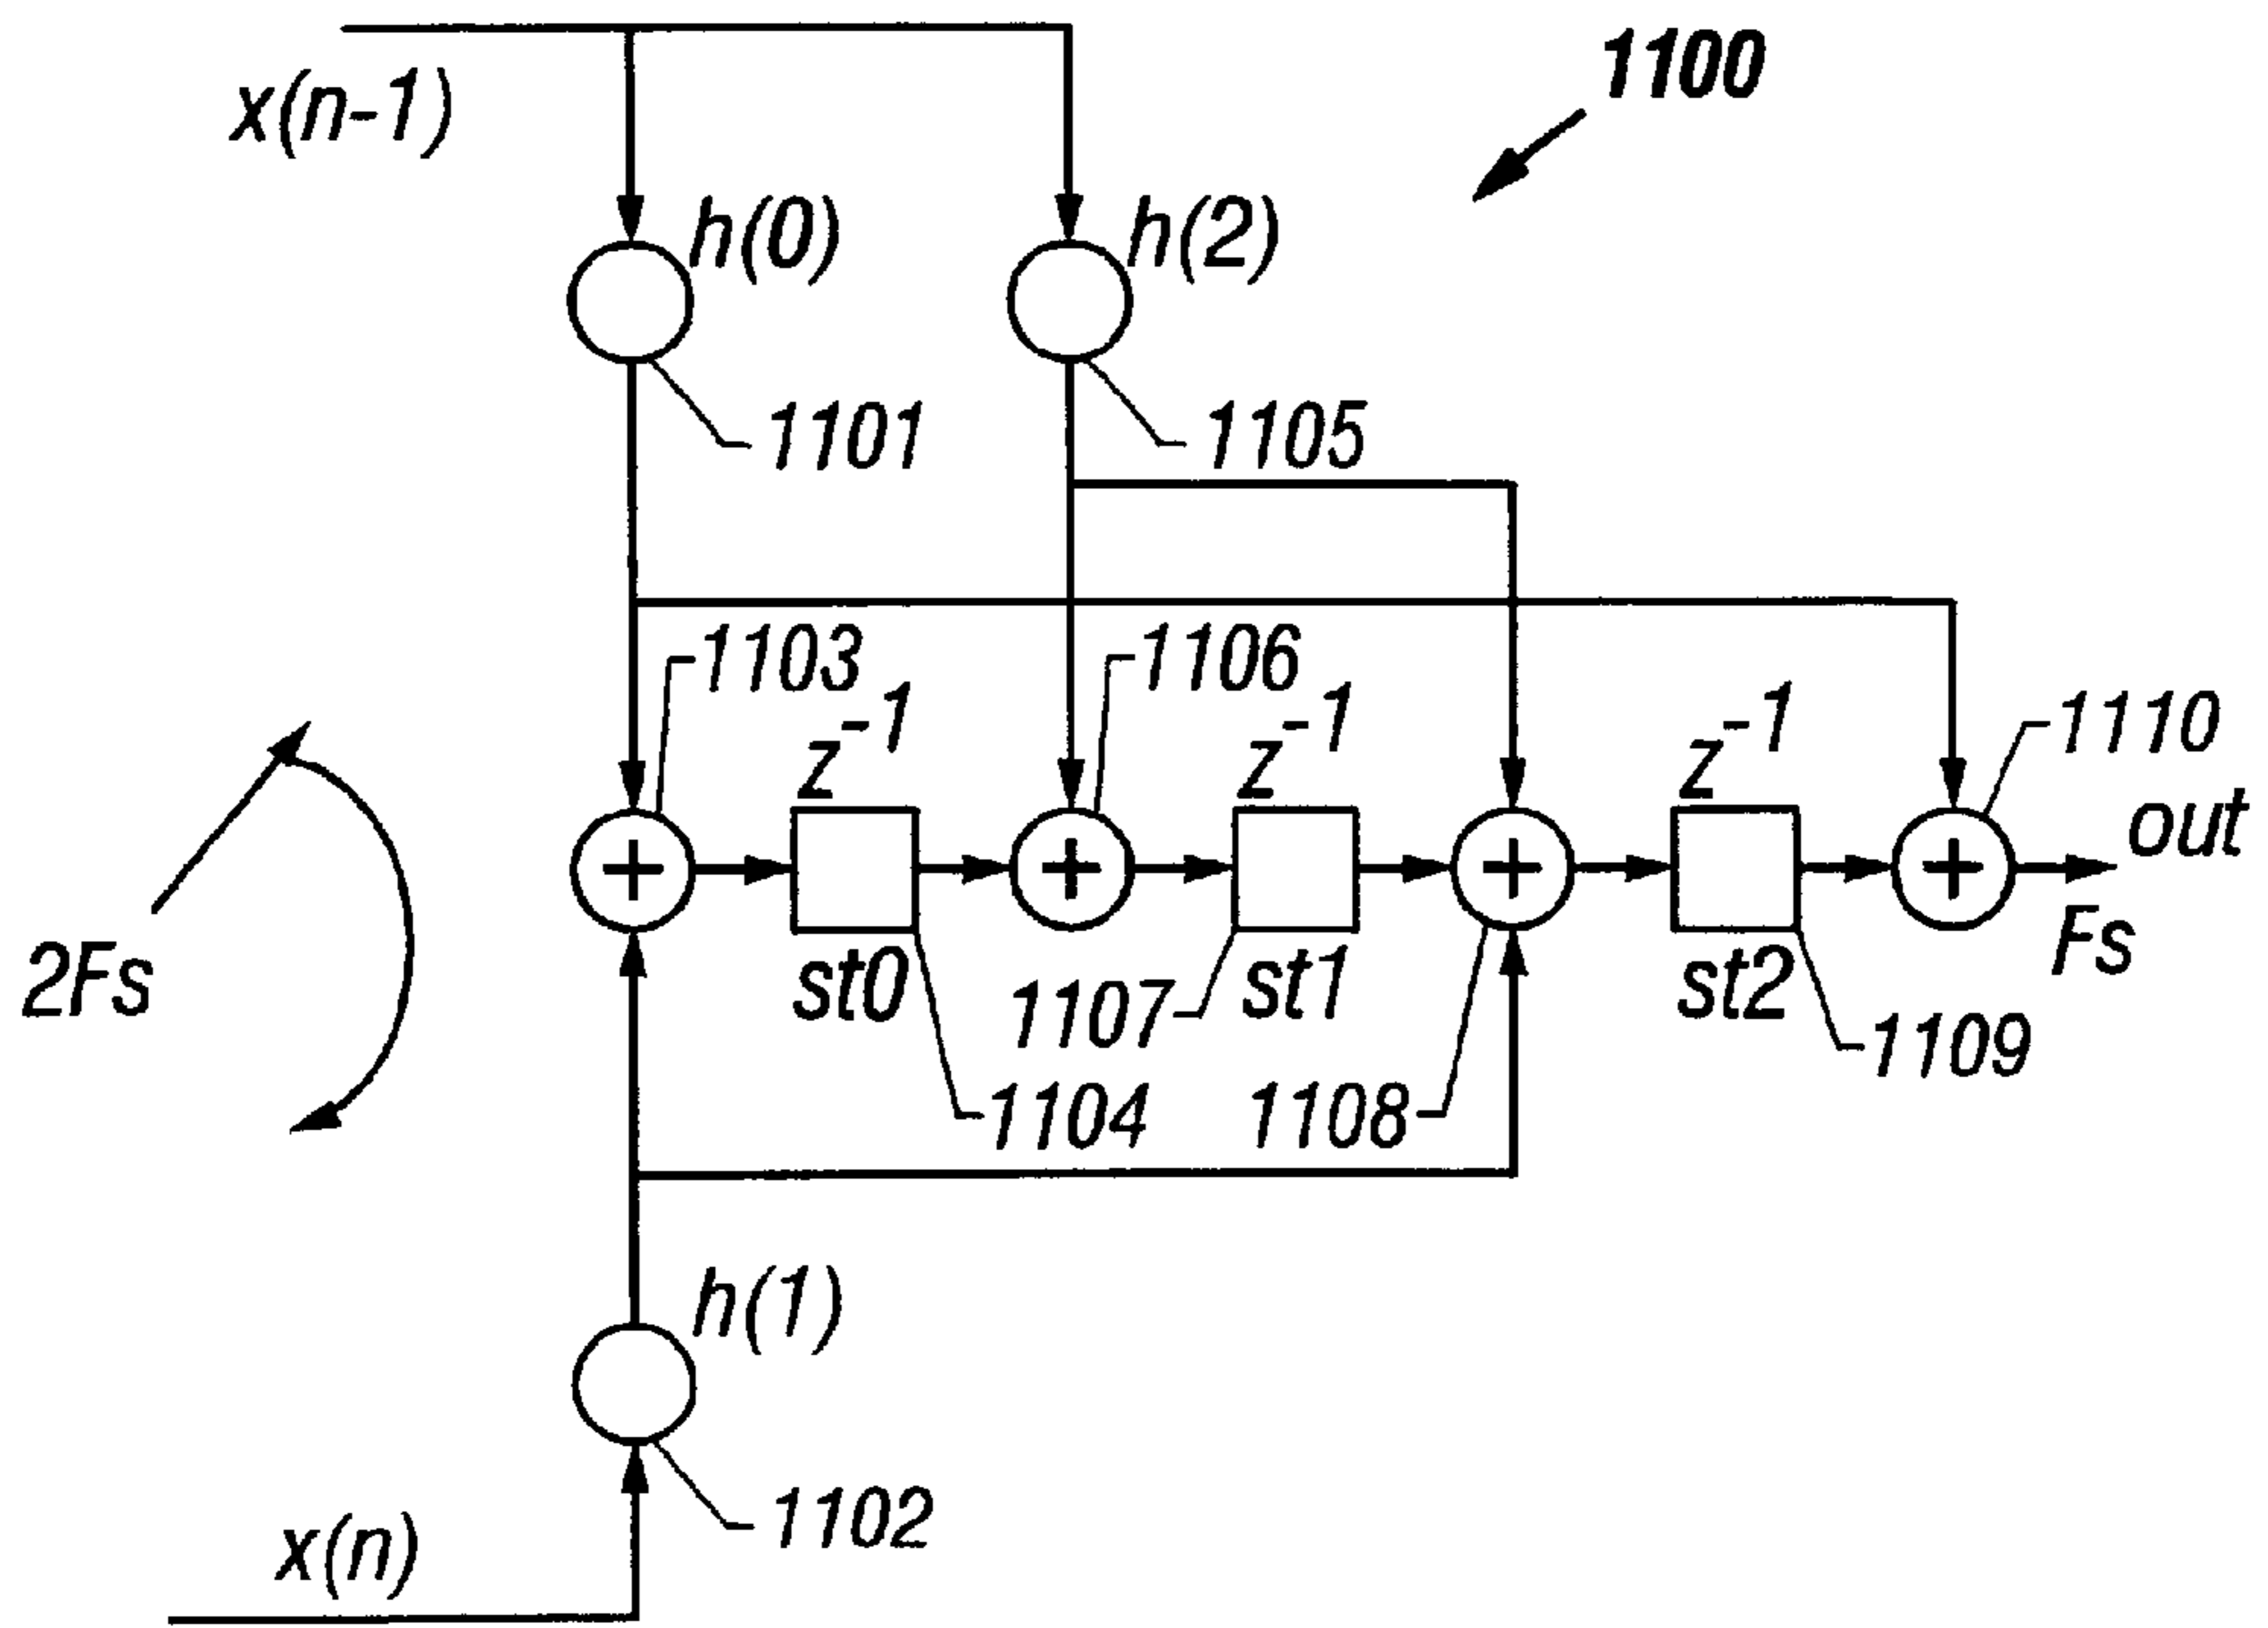 1100
x(n-1)
h(0)
h(2)
1101
1105
1103
1106
z-1
z-1
z-1
1110
out
2Fs
Fs
st0
1107
st1
st2
1109
1104
1108
h(1)
1102
x(n)